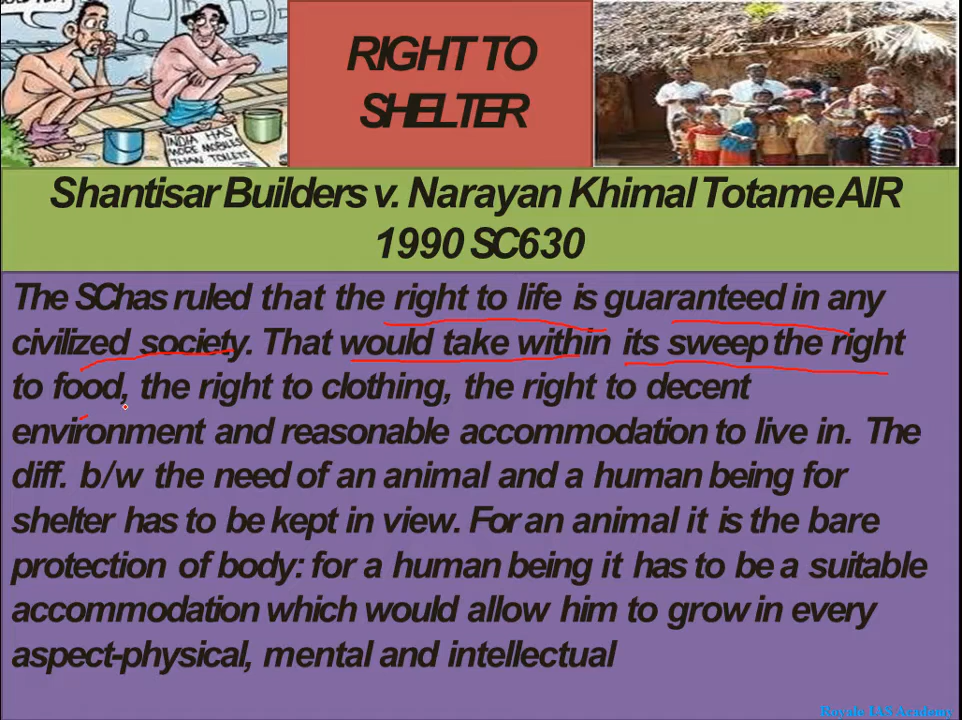 RIGHT TO
SHELTER
INDIA HAS
MORE MOBILES
THAN TOILETS
Shantisar Builders v. Narayan Khimal Totame AIR
1990 SC630
The SC has ruled that the right to life is guaranteed in any
civilized society. That would take within its sweep the right
to food, the right to clothing, the right to decent
environment and reasonable accommodation to live in. The
diff. b/w the need of an animal and a human being for
shelter has to be kept in view. For an animal it is the bare
protection of body: for a human being it has to be a suitable
accommodation which would allow him to grow in every
aspect-physical, mental and intellectual
Royale IAS Academy